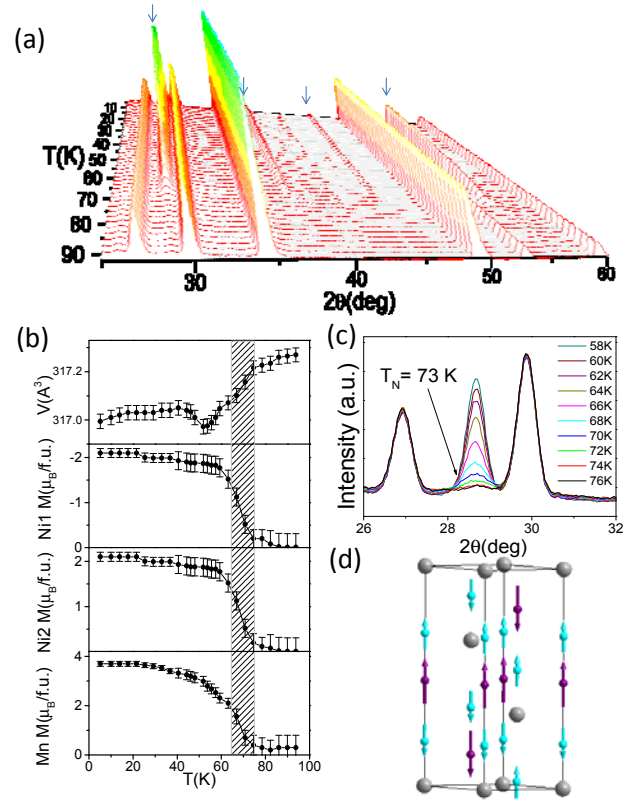 (a)
10
20
30
40
50
60
70
80
90
T(K)
30
40
50
60
2θ(deg)
(b)
V(Å³)
317.2
317.0
Ni1 M(μB/f.u.)
-2
-1
0
Ni2 M(μB/f.u.)
2
1
0
Mn M(μB/f.u.)
4
2
0
0 20 40 60 80 100
T(K)
(c)
Intensity (a.u.)
TN= 73 K
58K
60K
62K
64K
66K
68K
70K
72K
74K
76K
26 28 30 32
2θ(deg)
(d)